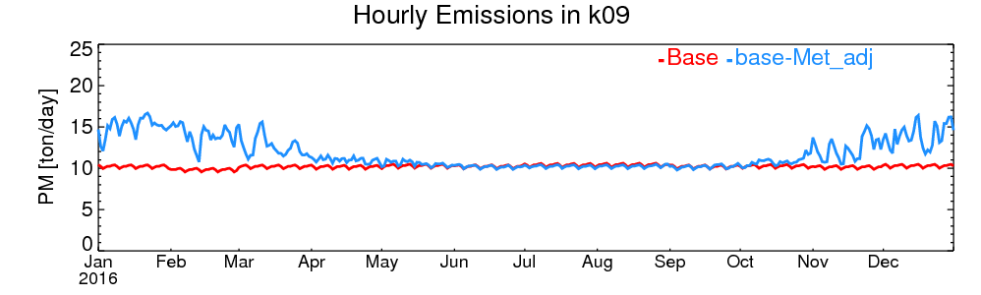 Hourly Emissions in k09
Base base-Met_adj
PM [ton/day]
25
20
15
10
5
0
Jan Feb Mar Apr May Jun Jul Aug Sep Oct Nov Dec
2016